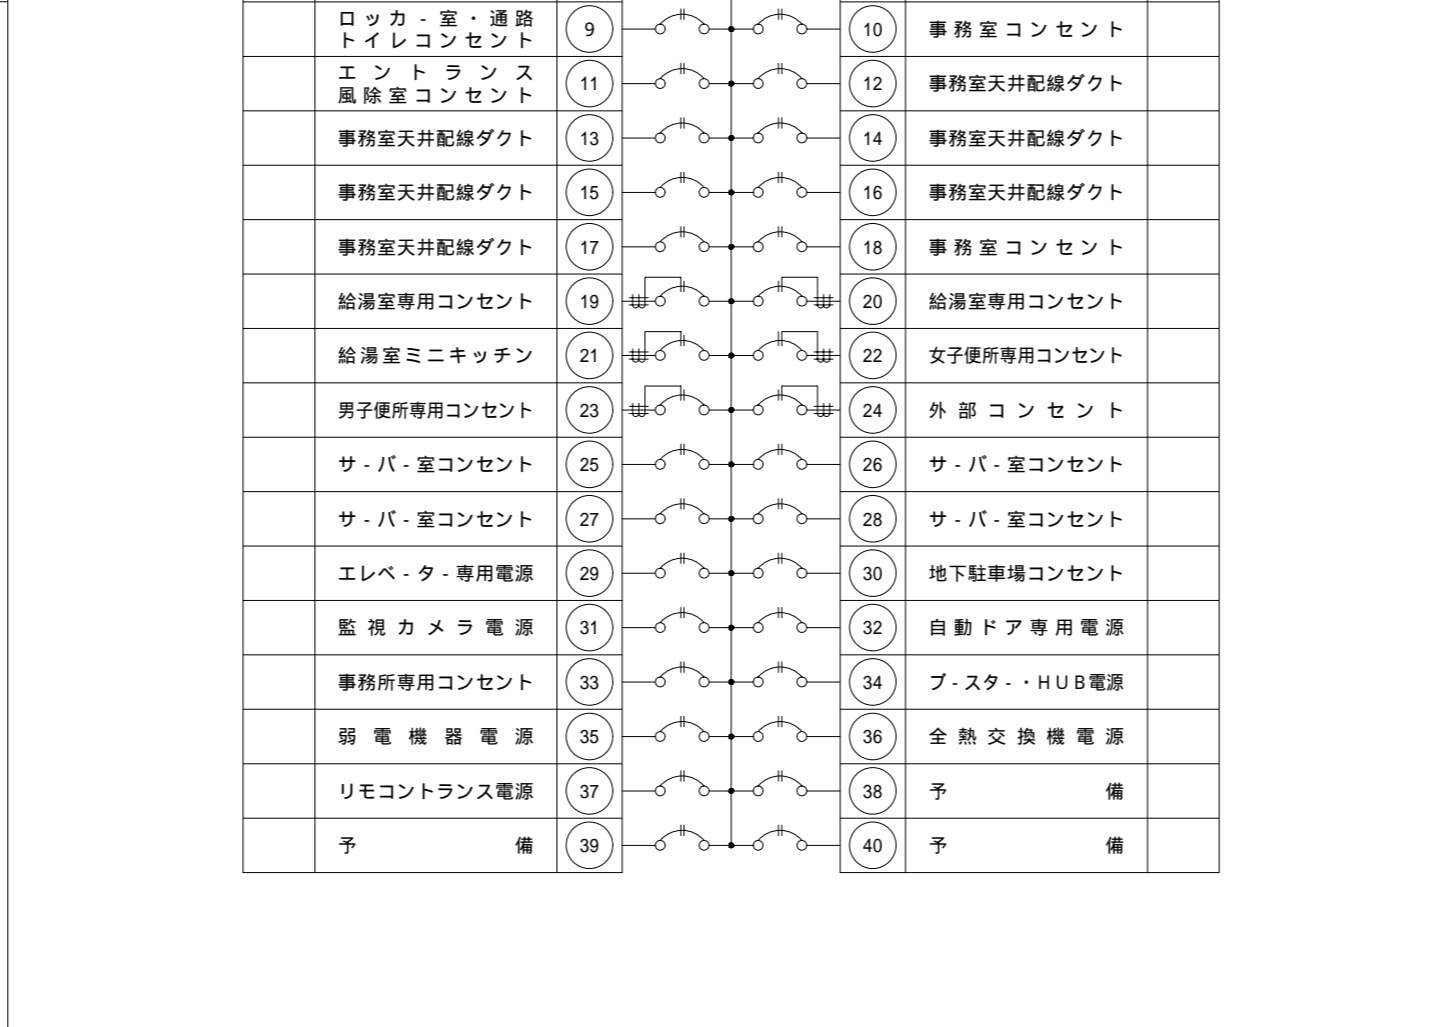 ロッカ-室・通路
トイレコンセント
9
10
事務室コンセント
エントランス
風除室コンセント
11
12
事務室天井配線ダクト
事務室天井配線ダクト
13
14
事務室天井配線ダクト
事務室天井配線ダクト
15
16
事務室天井配線ダクト
事務室天井配線ダクト
17
18
事務室コンセント
給湯室専用コンセント
19
20
給湯室専用コンセント
給湯室ミニキッチン
21
22
女子便所専用コンセント
男子便所専用コンセント
23
24
外部コンセント
サ-バ-室コンセント
25
26
サ-バ-室コンセント
サ-バ-室コンセント
27
28
サ-バ-室コンセント
エレベ-タ-専用電源
29
30
地下駐車場コンセント
監視カメラ電源
31
32
自動ドア専用電源
事務所専用コンセント
33
34
ブ-スタ-・HUB電源
弱電機器電源
35
36
全熱交換機電源
リモコントランス電源
37
38
予備
予備
39
40
予備